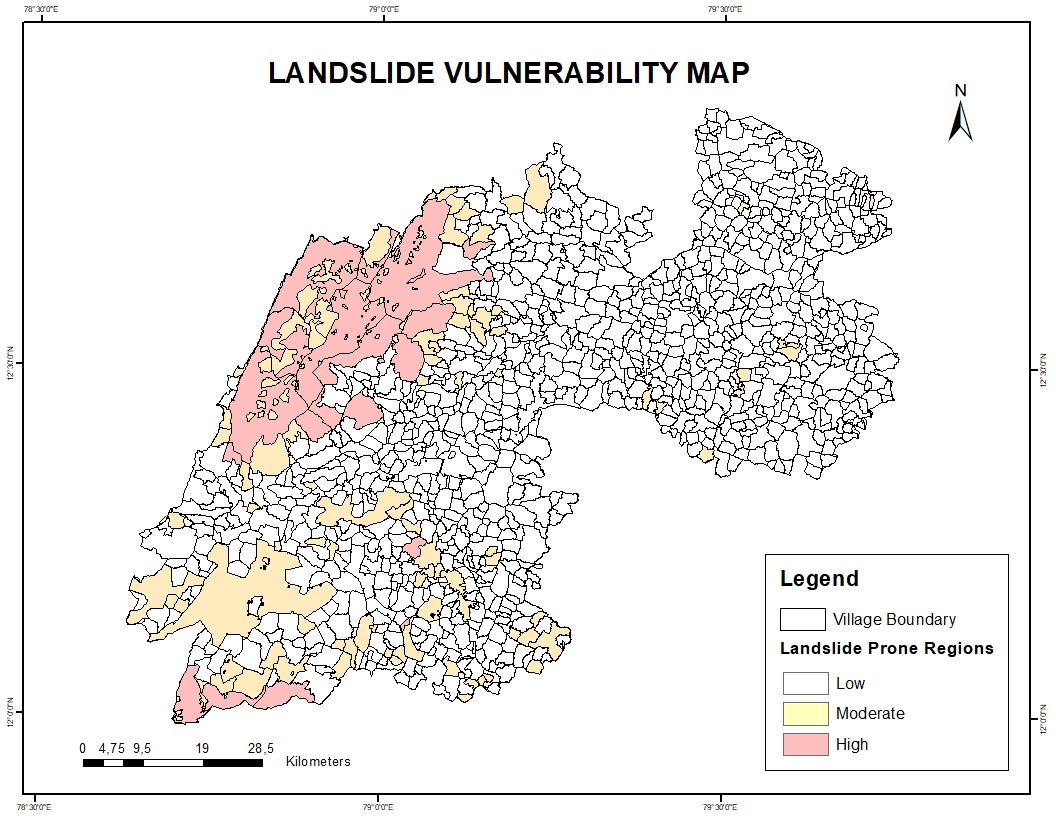 78°30'0"E 79°0'0"E 79°30'0"E
LANDSLIDE VULNERABILITY MAP
N
12°30'0"N 12°30'0"N
Legend
Village Boundary
Landslide Prone Regions
Low
Moderate
High
12°0'0"N 12°0'0"N
0 4,75 9,5 19 28,5
Kilometers
78°30'0"E 79°0'0"E 79°30'0"E